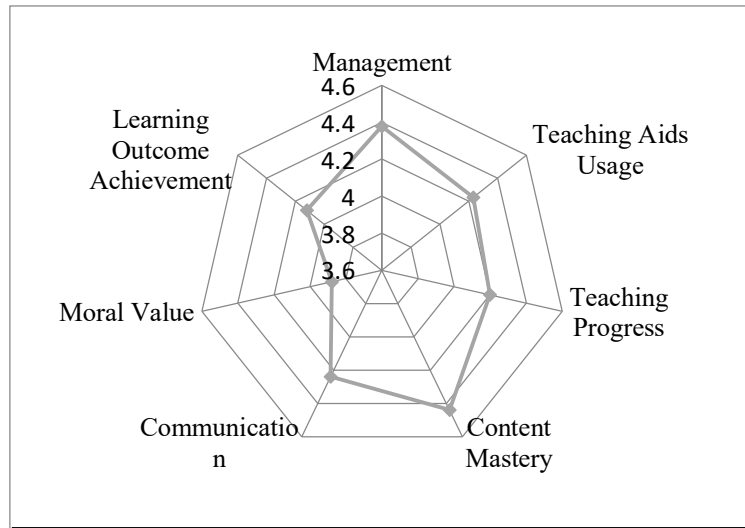 Management
4.6
4.4
4.2
4
3.8
3.6
Teaching Aids
Usage
Teaching
Progress
Content
Mastery
Communicatio
n
Moral Value
Learning
Outcome
Achievement